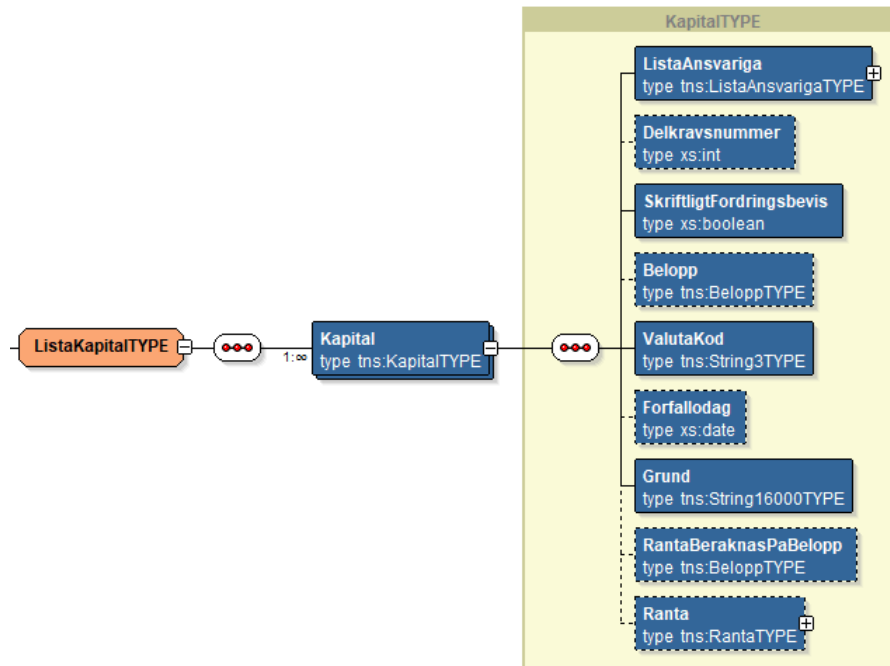 KapitalTYPE
ListaAnsvariga
type tns:ListaAnsvarigaTYPE
Delkravsnummer
type xs:int
SkriftligtFordringsbevis
type xs:boolean
Belopp
type tns:BeloppTYPE
ListaKapitalTYPE
1:∞
Kapital
type tns:KapitalTYPE
ValutaKod
type tns:String3TYPE
Forfallodag
type xs:date
Grund
type tns:String16000TYPE
RantaBeraknasPaBelopp
type tns:BeloppTYPE
Ranta
type tns:RantaTYPE